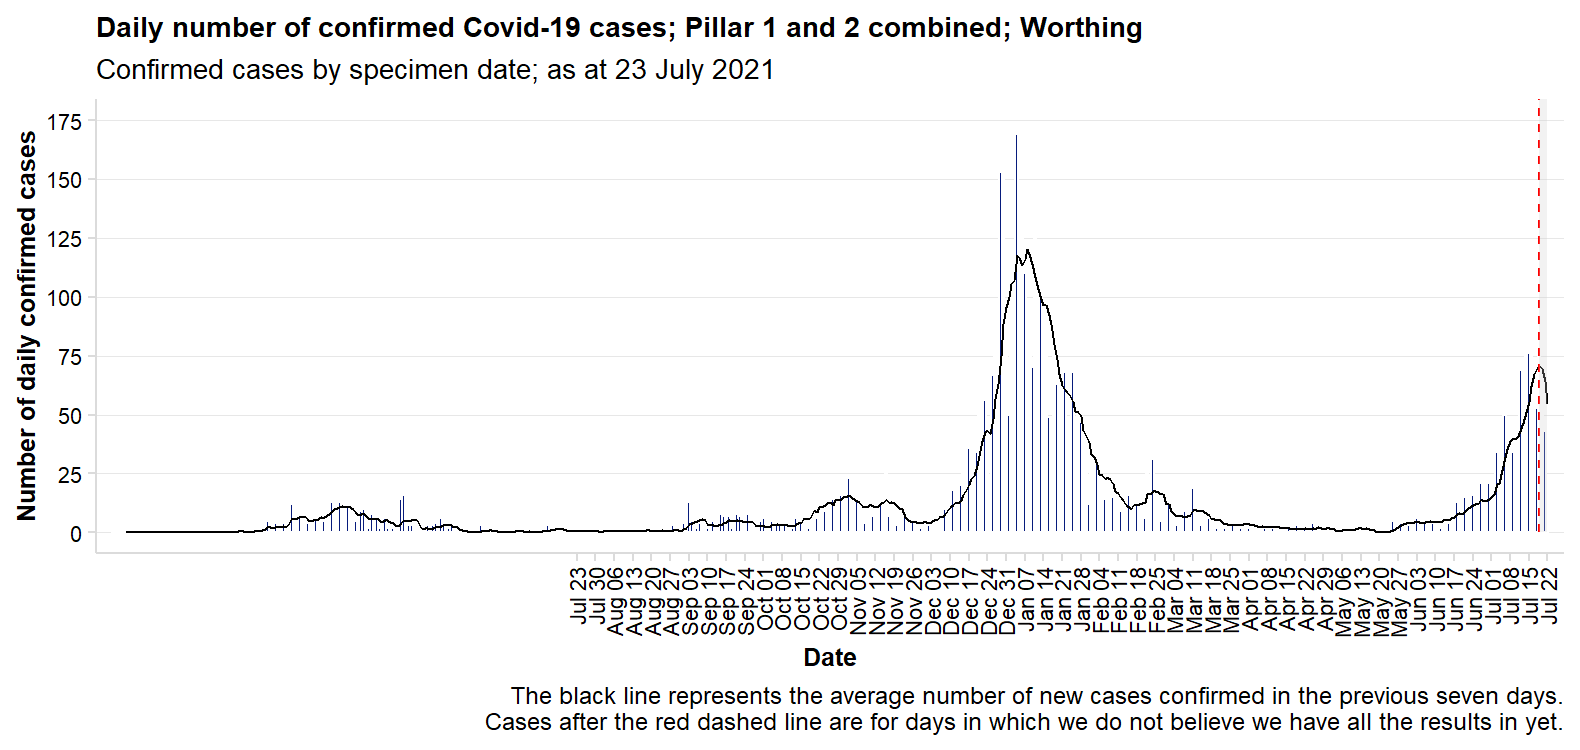 Daily number of confirmed Covid-19 cases; Pillar 1 and 2 combined; Worthing
Confirmed cases by specimen date; as at 23 July 2021
Number of daily confirmed cases
175
150
125
100
75
50
25
0
Jul 23
Jul 30
Aug 06
Aug 13
Aug 20
Aug 27
Sep 03
Sep 10
Sep 17
Sep 24
Oct 01
Oct 08
Oct 15
Oct 22
Oct 29
Nov 05
Nov 12
Nov 19
Nov 26
Dec 03
Dec 10
Dec 17
Dec 24
Dec 31
Jan 07
Jan 14
Jan 21
Jan 28
Feb 04
Feb 11
Feb 18
Feb 25
Mar 04
Mar 11
Mar 18
Mar 25
Apr 01
Apr 08
Apr 15
Apr 22
Apr 29
May 06
May 13
May 20
May 27
Jun 03
Jun 10
Jun 17
Jun 24
Jul 01
Jul 08
Jul 15
Jul 22
Date
The black line represents the average number of new cases confirmed in the previous seven days.
Cases after the red dashed line are for days in which we do not believe we have all the results in yet.